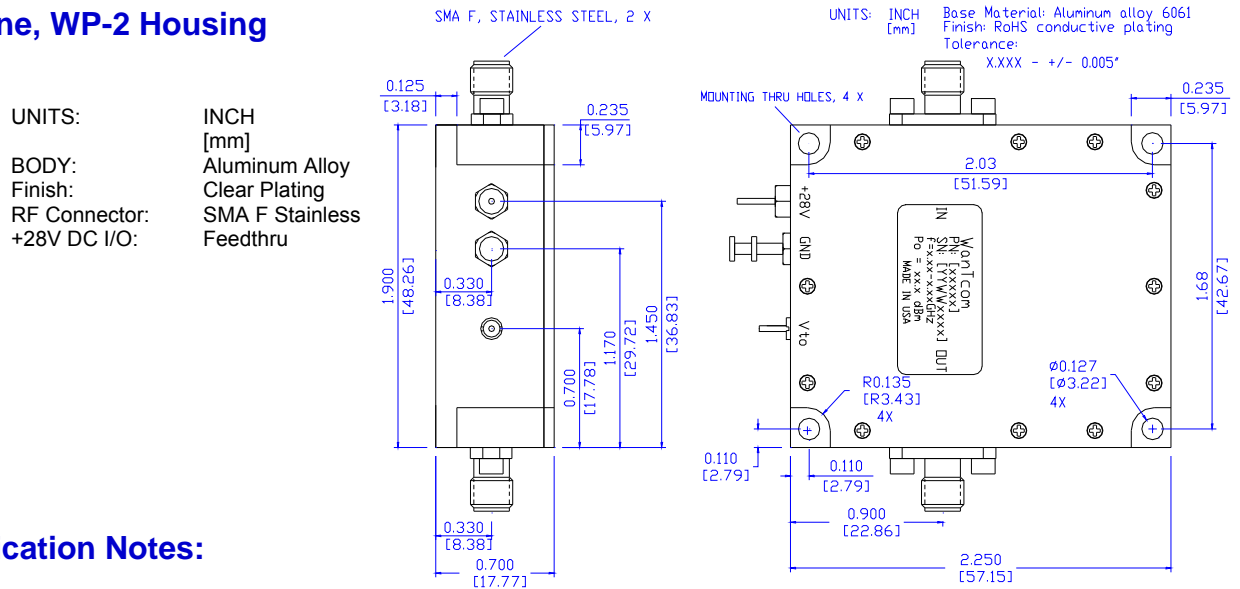 ne, WP-2 Housing
UNITS: INCH
[mm]
BODY: Aluminum Alloy
Finish: Clear Plating
RF Connector: SMA F Stainless
+28V DC I/O: Feedthru
SMA F, STAINLESS STEEL, 2 X
0.125
[3.18]
0.235
[5.97]
1.900
[48.26]
0.330
[8.38]
0.700
[17.78]
1.170
[29.72]
1.450
[36.83]
0.330
[8.38]
0.700
[17.77]
UNITS: INCH
[mm]
Base Material: Aluminum alloy 6061
Finish: RoHS conductive plating
Tolerance:
X.XXX - +/- 0.005"
MOUNTING THRU HOLES, 4 X
0.235
[5.97]
2.03
[51.59]
+28V
GND
Vto
IN
WanTcom
PN: [xxxxxx]
SN: [YYWWxxxx] OUT
f=x.xx-x.xxGHz
Po = xx.x dBm
MADE IN USA
1.68
[42.67]
R0.135
[R3.43]
4X
Ø0.127
[Ø3.22]
4X
0.110
[2.79]
0.110
[2.79]
0.900
[22.86]
2.250
[57.15]
ication Notes: